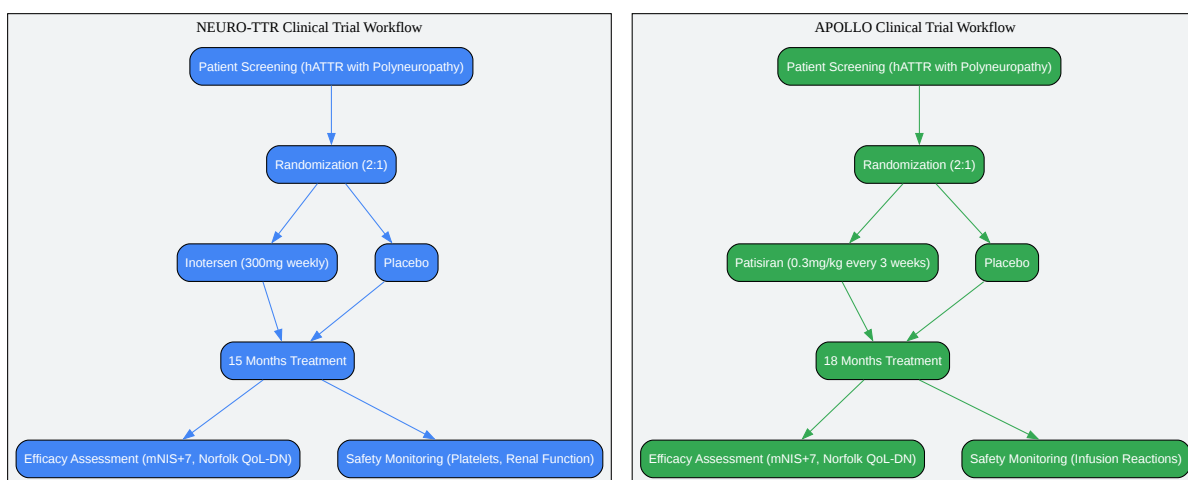 NEURO-TTR Clinical Trial Workflow
Patient Screening (hATTR with Polyneuropathy)
Randomization (2:1)
Inotersen (300mg weekly)
Placebo
15 Months Treatment
Efficacy Assessment (mNIS+7, Norfolk QoL-DN)
Safety Monitoring (Platelets, Renal Function)
APOLLO Clinical Trial Workflow
Patient Screening (hATTR with Polyneuropathy)
Randomization (2:1)
Patisiran (0.3mg/kg every 3 weeks)
Placebo
18 Months Treatment
Efficacy Assessment (mNIS+7, Norfolk QoL-DN)
Safety Monitoring (Infusion Reactions)